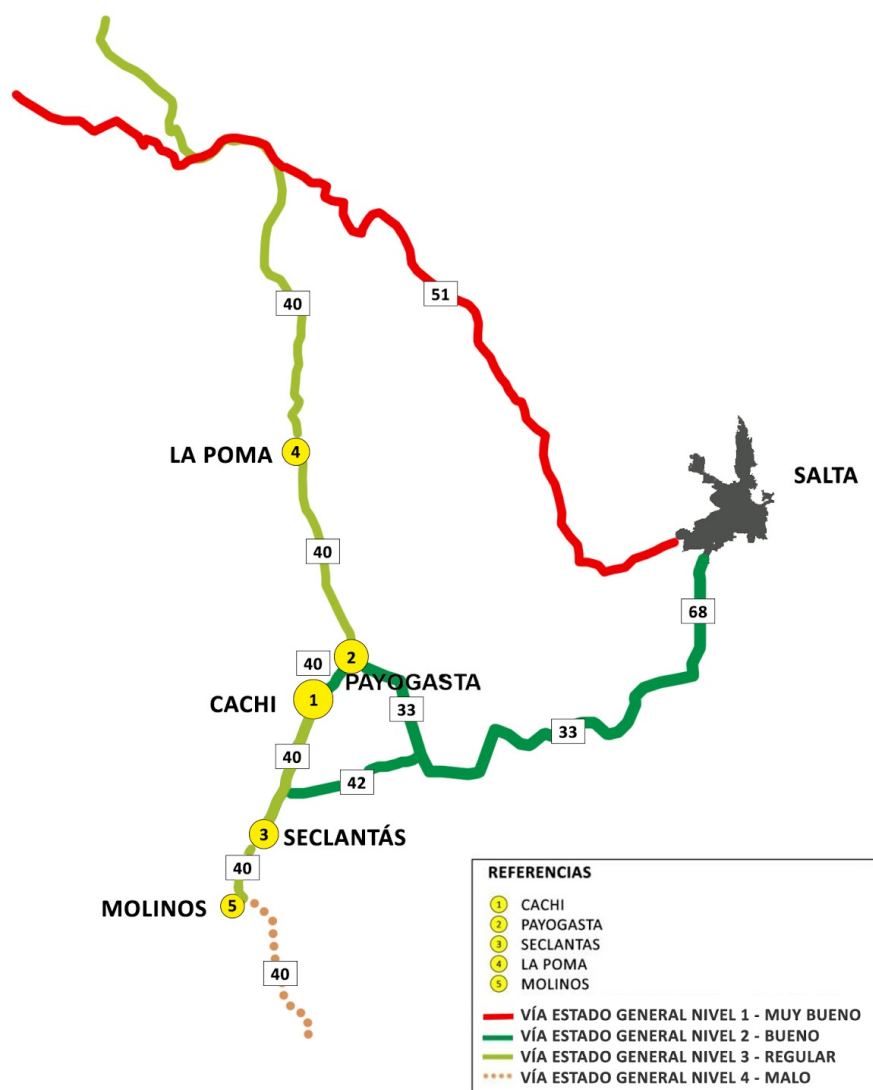 40
51
LA POMA
4
SALTA
40
68
40
2
PAYOGASTA
CACHI
1
33
33
40
42
3
SECLANTÁS
40
MOLINOS
5
40
REFERENCIAS
1 CACHI
2 PAYOGASTA
3 SECLANTAS
4 LA POMA
5 MOLINOS
VÍA ESTADO GENERAL NIVEL 1 - MUY BUENO
VÍA ESTADO GENERAL NIVEL 2 - BUENO
VÍA ESTADO GENERAL NIVEL 3 - REGULAR
VÍA ESTADO GENERAL NIVEL 4 - MALO